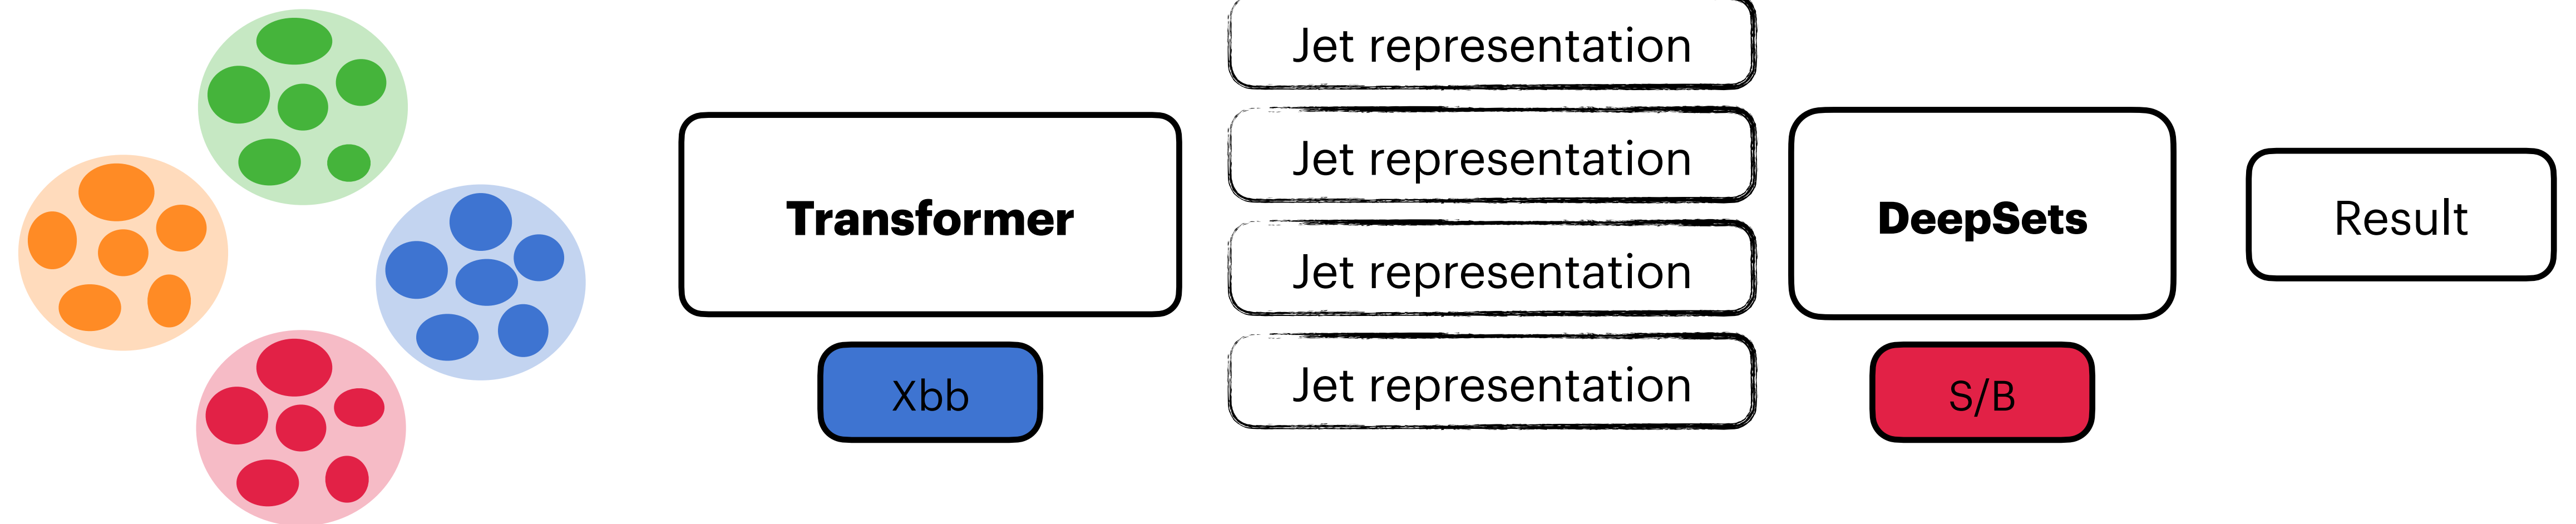 Jet representation
Jet representation
Jet representation
Jet representation
Transformer
Xbb
DeepSets
S/B
Result